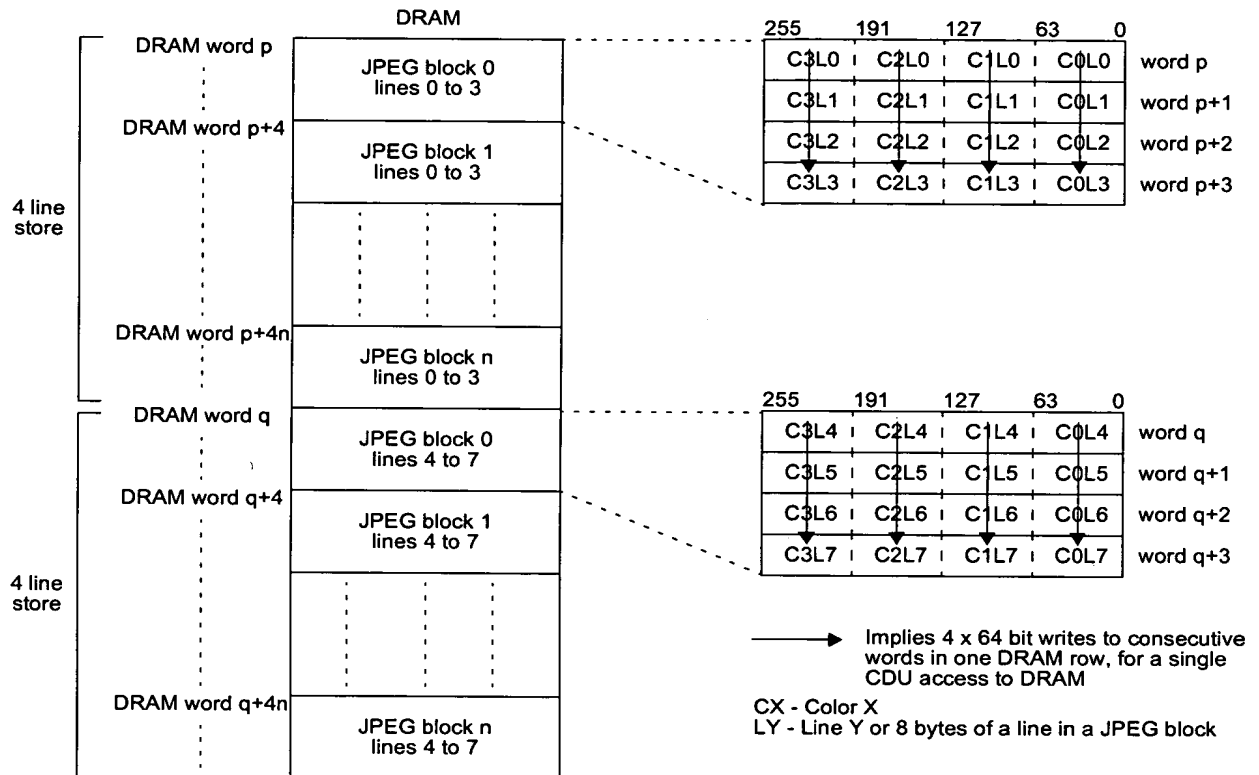 DRAM
DRAM word p
JPEG block 0
lines 0 to 3
DRAM word p+4
JPEG block 1
lines 0 to 3
4 line
store
DRAM word p+4n
JPEG block n
lines 0 to 3
DRAM word q
JPEG block 0
lines 4 to 7
DRAM word q+4
JPEG block 1
lines 4 to 7
4 line
store
DRAM word q+4n
JPEG block n
lines 4 to 7
255 191 127 63 0
C3L0 C2L0 C1L0 C0L0 word p
C3L1 C2L1 C1L1 C0L1 word p+1
C3L2 C2L2 C1L2 C0L2 word p+2
C3L3 C2L3 C1L3 C0L3 word p+3
255 191 127 63 0
C3L4 C2L4 C1L4 C0L4 word q
C3L5 C2L5 C1L5 C0L5 word q+1
C3L6 C2L6 C1L6 C0L6 word q+2
C3L7 C2L7 C1L7 C0L7 word q+3
Implies 4 x 64 bit writes to consecutive
words in one DRAM row, for a single
CDU access to DRAM
CX - Color X
LY - Line Y or 8 bytes of a line in a JPEG block